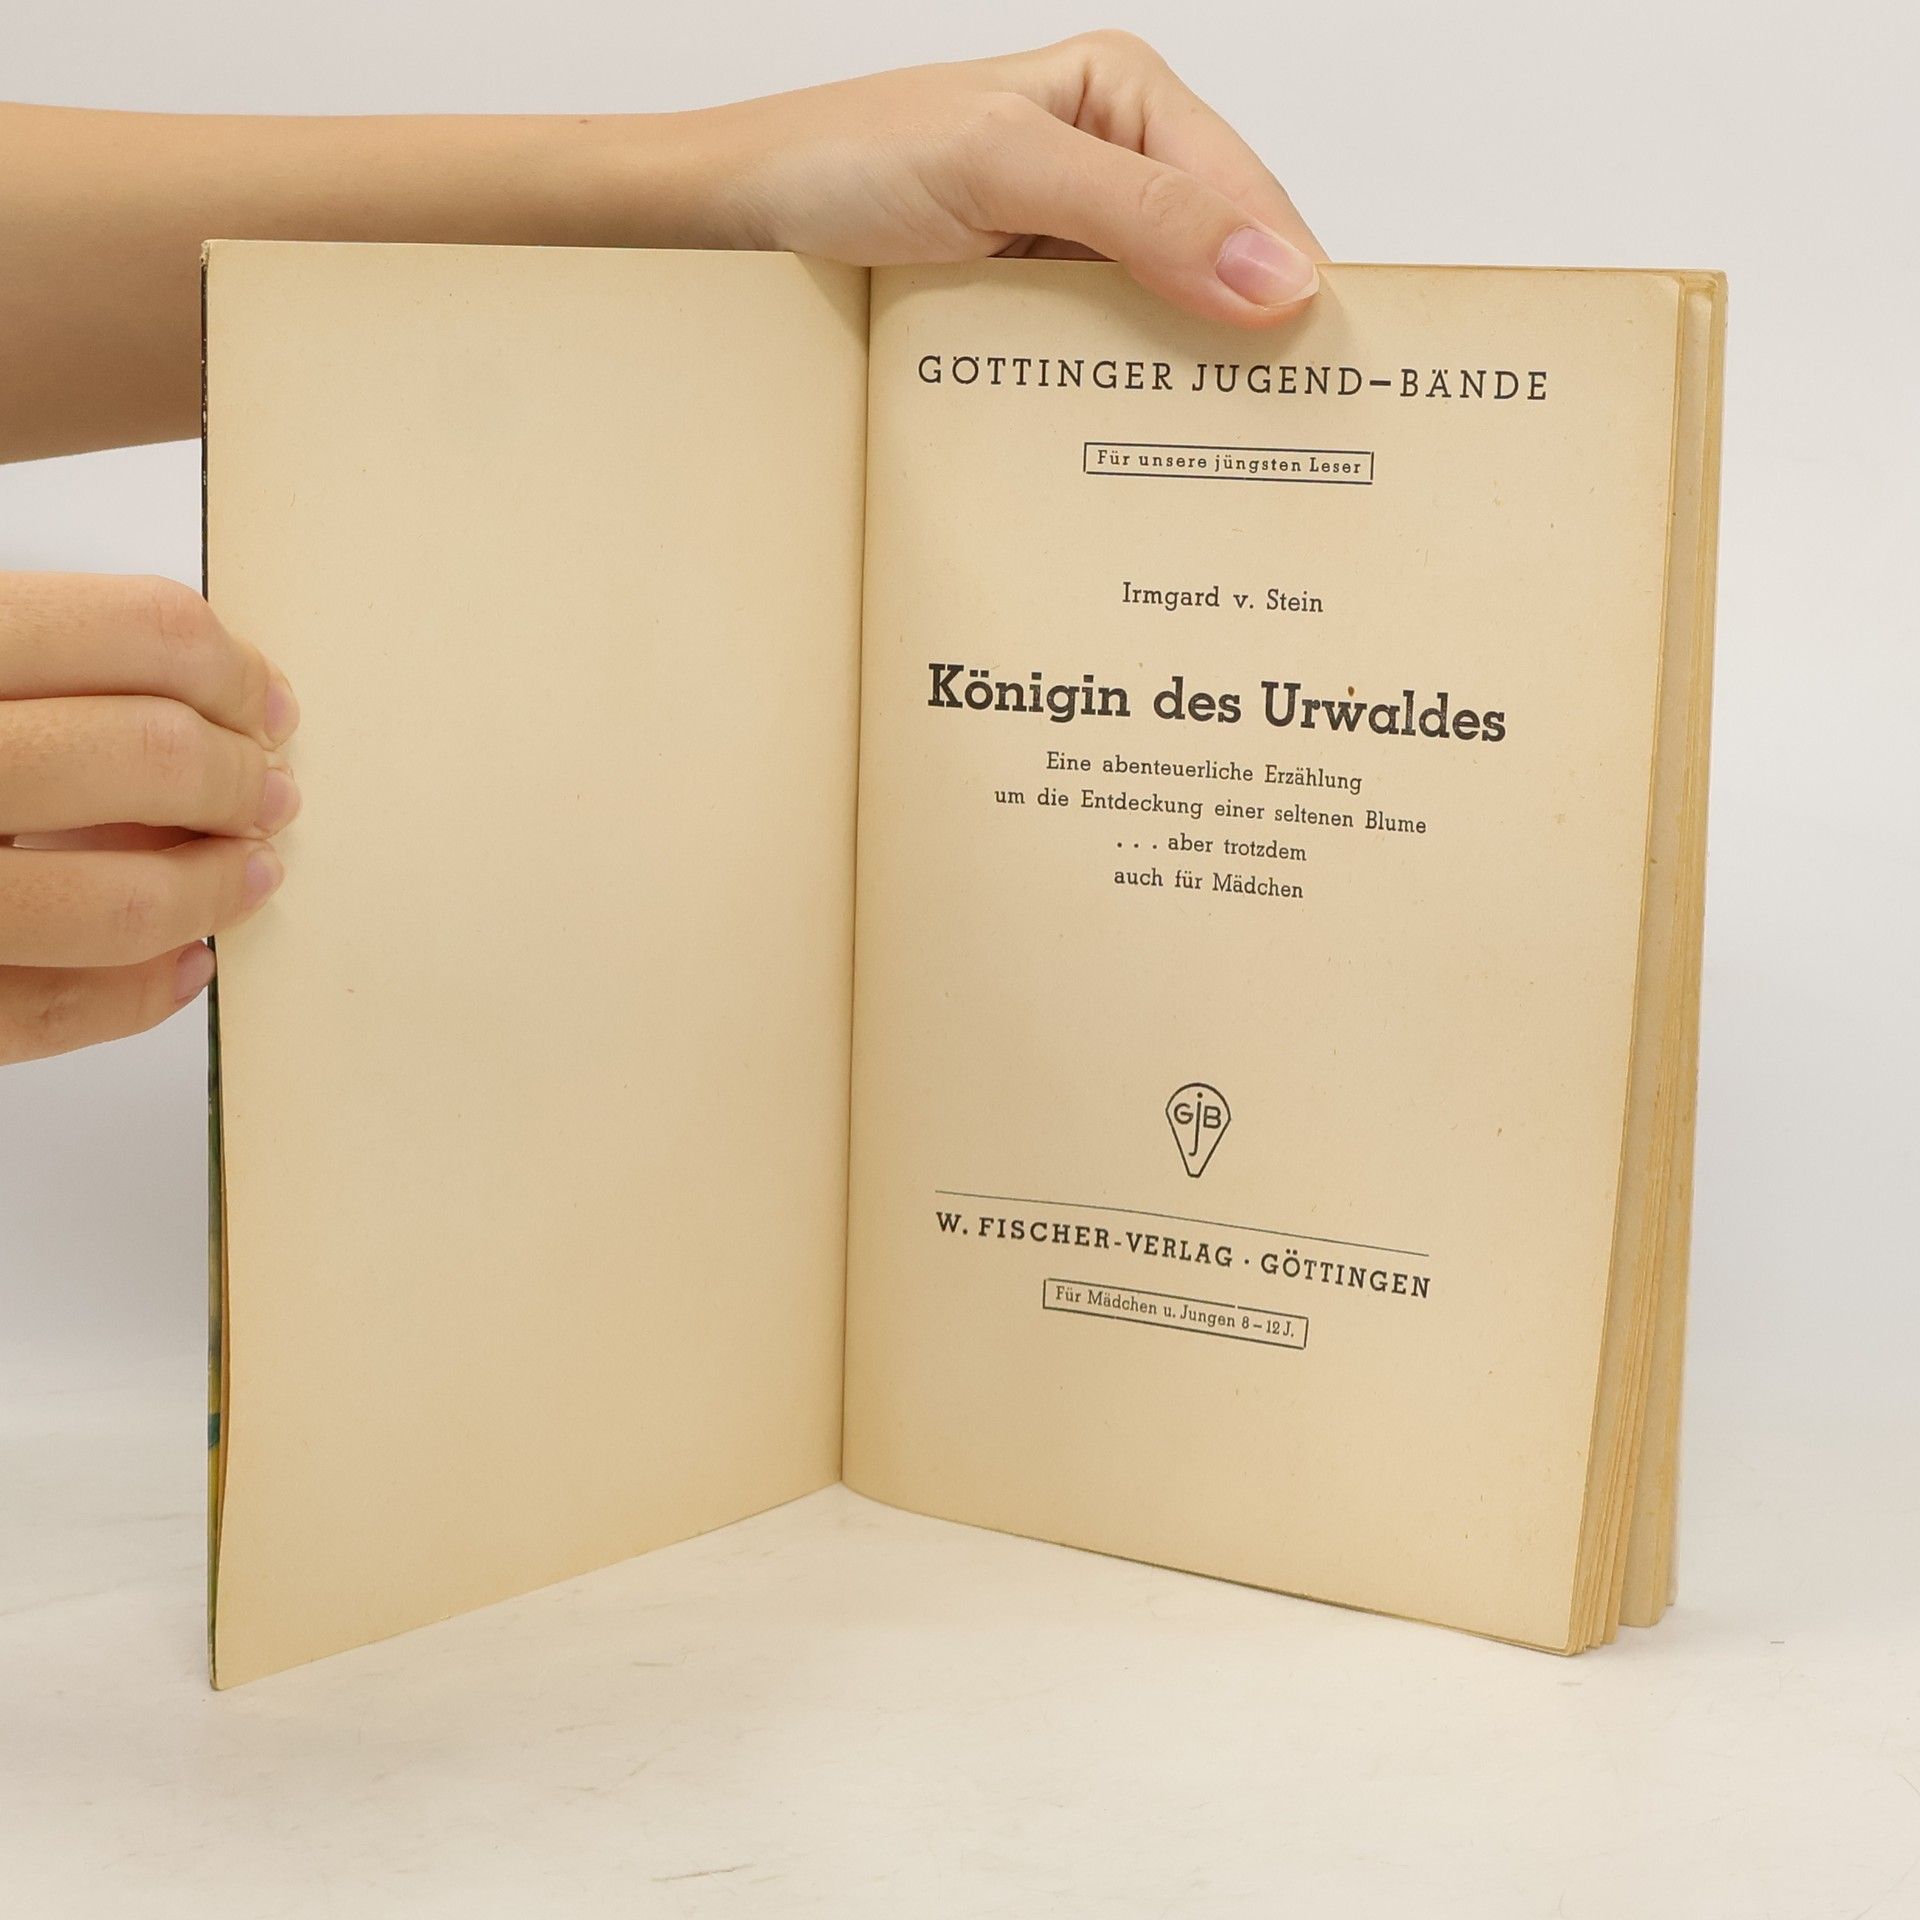 GÖTTINGER JUGEND–BÄNDE
Für unsere jüngsten Leser
Irmgard v. Stein
Königin des Urwaldes
Eine abenteuerliche Erzählung
um die Entdeckung einer seltenen Blume
. . . aber trotzdem
auch für Mädchen
GjB
W. FISCHER-VERLAG · GÖTTINGEN
Für Mädchen u. Jungen 8–12 J.